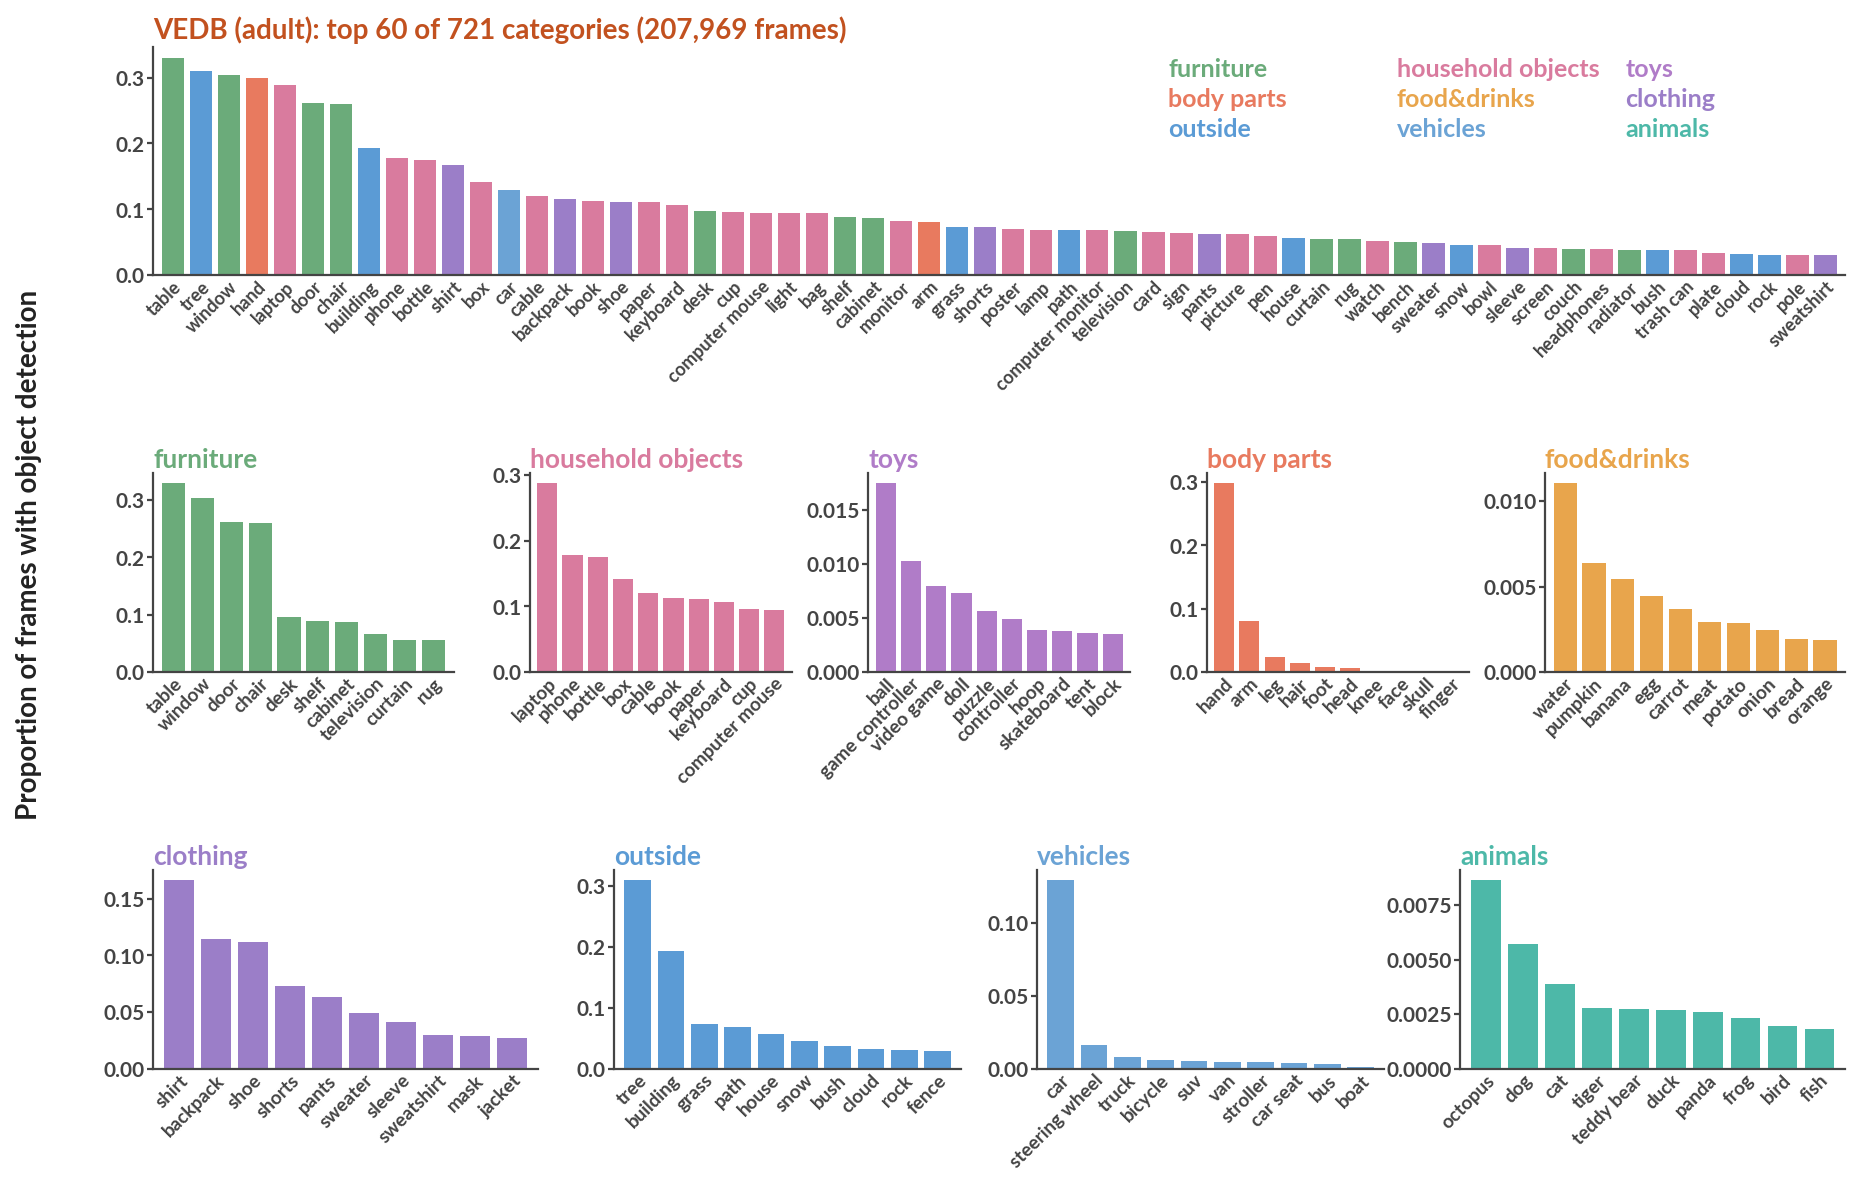 VEDB (adult): top 60 of 721 categories (207,969 frames)
furniture household objects toys
body parts food&drinks clothing
outside vehicles animals
0.3
0.2
0.1
0.0
table tree window hand laptop door chair building phone bottle shirt box car cable backpack book shoe paper keyboard desk cup computer mouse light bag shelf cabinet monitor arm grass shorts poster lamp path computer monitor television card sign pants picture pen house curtain rug watch bench sweater snow bowl sleeve screen couch headphones radiator bush trash can plate cloud rock pole sweatshirt
Proportion of frames with object detection
furniture
0.3
0.2
0.1
0.0
table window door chair desk shelf cabinet television curtain rug
household objects
0.3
0.2
0.1
0.0
laptop phone bottle box cable book paper keyboard cup computer mouse
toys
0.015
0.010
0.005
0.000
ball game controller video game doll puzzle controller hoop skateboard tent block
body parts
0.3
0.2
0.1
0.0
hand arm leg hair foot head knee face skull finger
food&drinks
0.010
0.005
0.000
water pumpkin banana egg carrot meat potato onion bread orange
clothing
0.15
0.10
0.05
0.00
shirt backpack shoe shorts pants sweater sleeve sweatshirt mask jacket
outside
0.3
0.2
0.1
0.0
tree building grass path house snow bush cloud rock fence
vehicles
0.10
0.05
0.00
car steering wheel truck bicycle suv van stroller car seat bus boat
animals
0.0075
0.0050
0.0025
0.0000
octopus dog cat tiger teddy bear duck panda frog bird fish